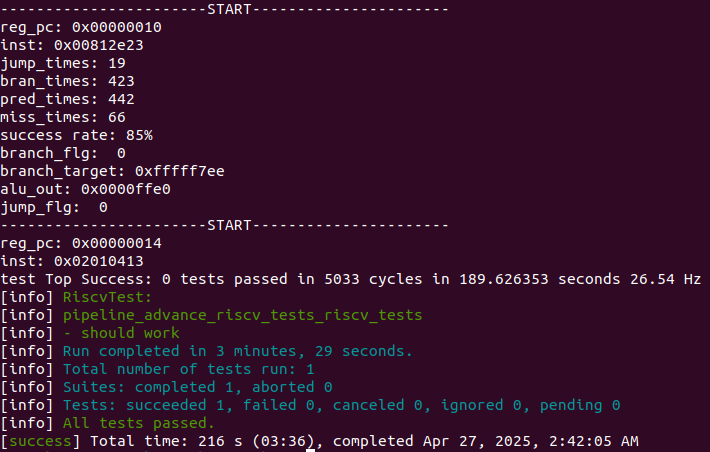 ------------------------START-----------------------
reg_pc: 0x00000010
inst: 0x00812e23
jump_times: 19
bran_times: 423
pred_times: 442
miss_times: 66
success rate: 85%
branch_flg:  0
branch_target: 0xfffff7ee
alu_out: 0x0000ffe0
jump_flg:  0
------------------------START-----------------------
reg_pc: 0x00000014
inst: 0x02010413
test Top Success: 0 tests passed in 5033 cycles in 189.626353 seconds 26.54 Hz
[info] RiscvTest:
[info] pipeline_advance_riscv_tests_riscv_tests
[info] - should work
[info] Run completed in 3 minutes, 29 seconds.
[info] Total number of tests run: 1
[info] Suites: completed 1, aborted 0
[info] Tests: succeeded 1, failed 0, canceled 0, ignored 0, pending 0
[info] All tests passed.
[success] Total time: 216 s (03:36), completed Apr 27, 2025, 2:42:05 AM